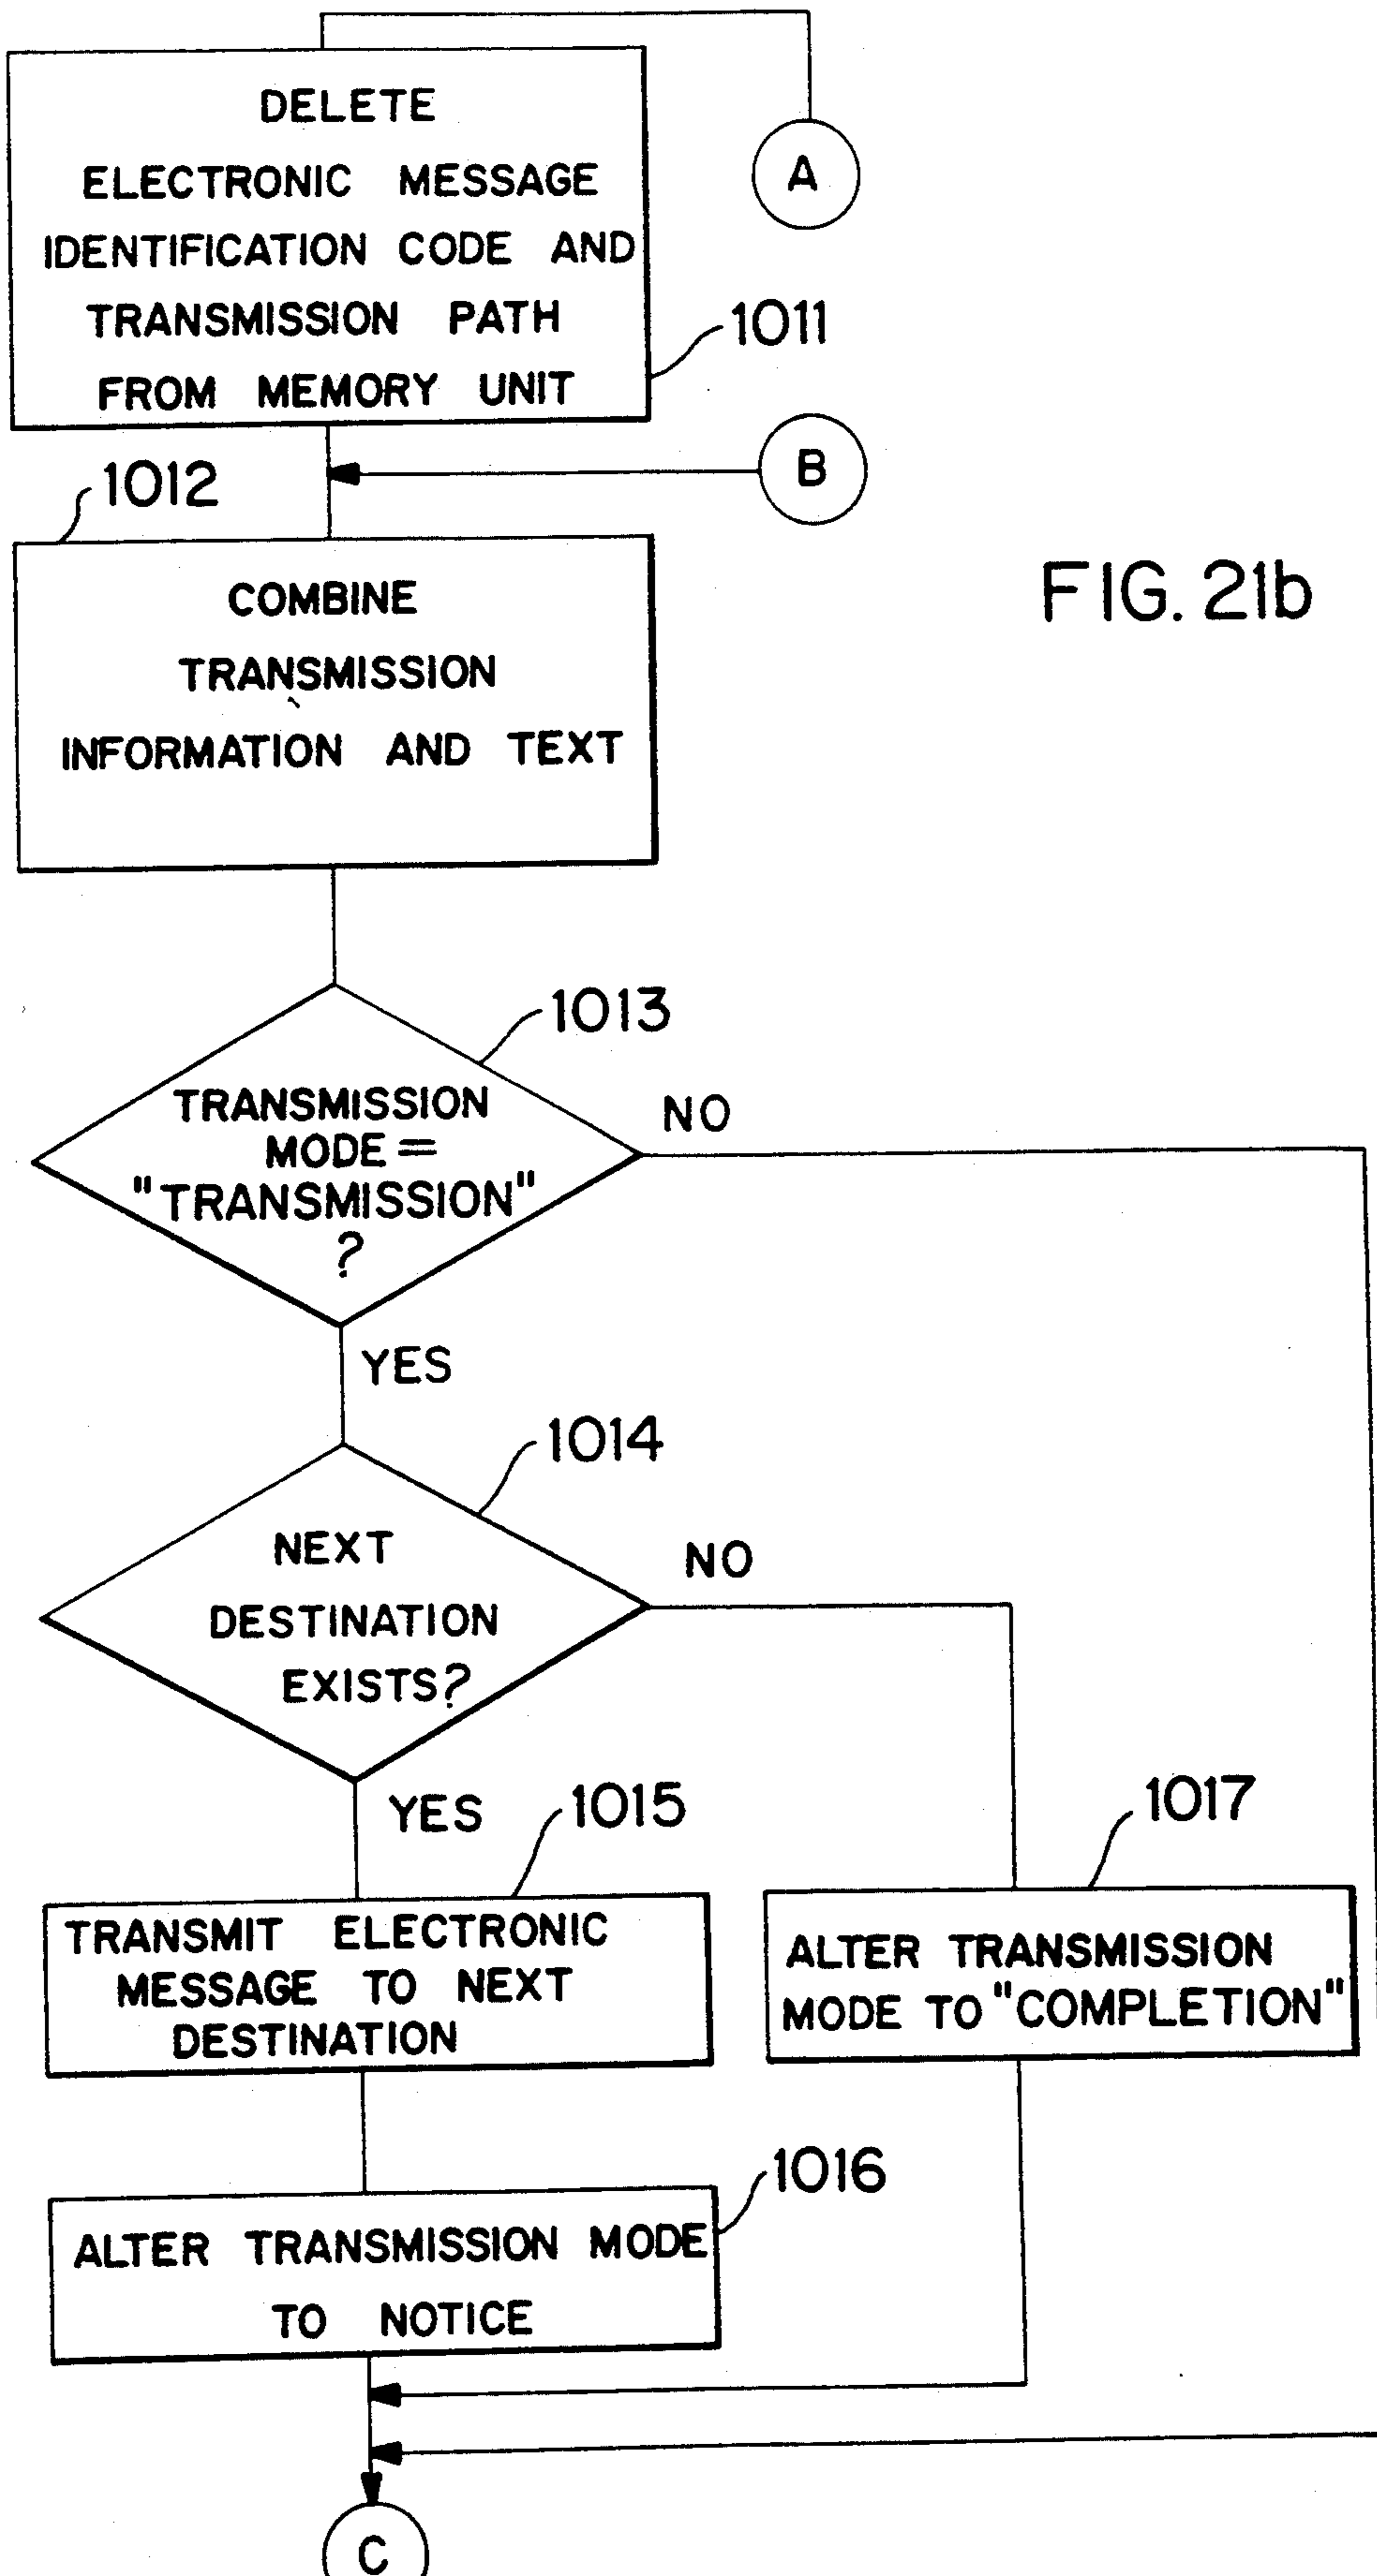 DELETE
ELECTRONIC MESSAGE
IDENTIFICATION CODE AND
TRANSMISSION PATH
FROM MEMORY UNIT
A
1011
B
1012
COMBINE
TRANSMISSION
INFORMATION AND TEXT
FIG. 21b
1013
TRANSMISSION
MODE =
"TRANSMISSION"
?
NO
YES
1014
NEXT
DESTINATION
EXISTS?
NO
YES
1015
TRANSMIT ELECTRONIC
MESSAGE TO NEXT
DESTINATION
1017
ALTER TRANSMISSION
MODE TO "COMPLETION"
1016
ALTER TRANSMISSION MODE
TO NOTICE
C